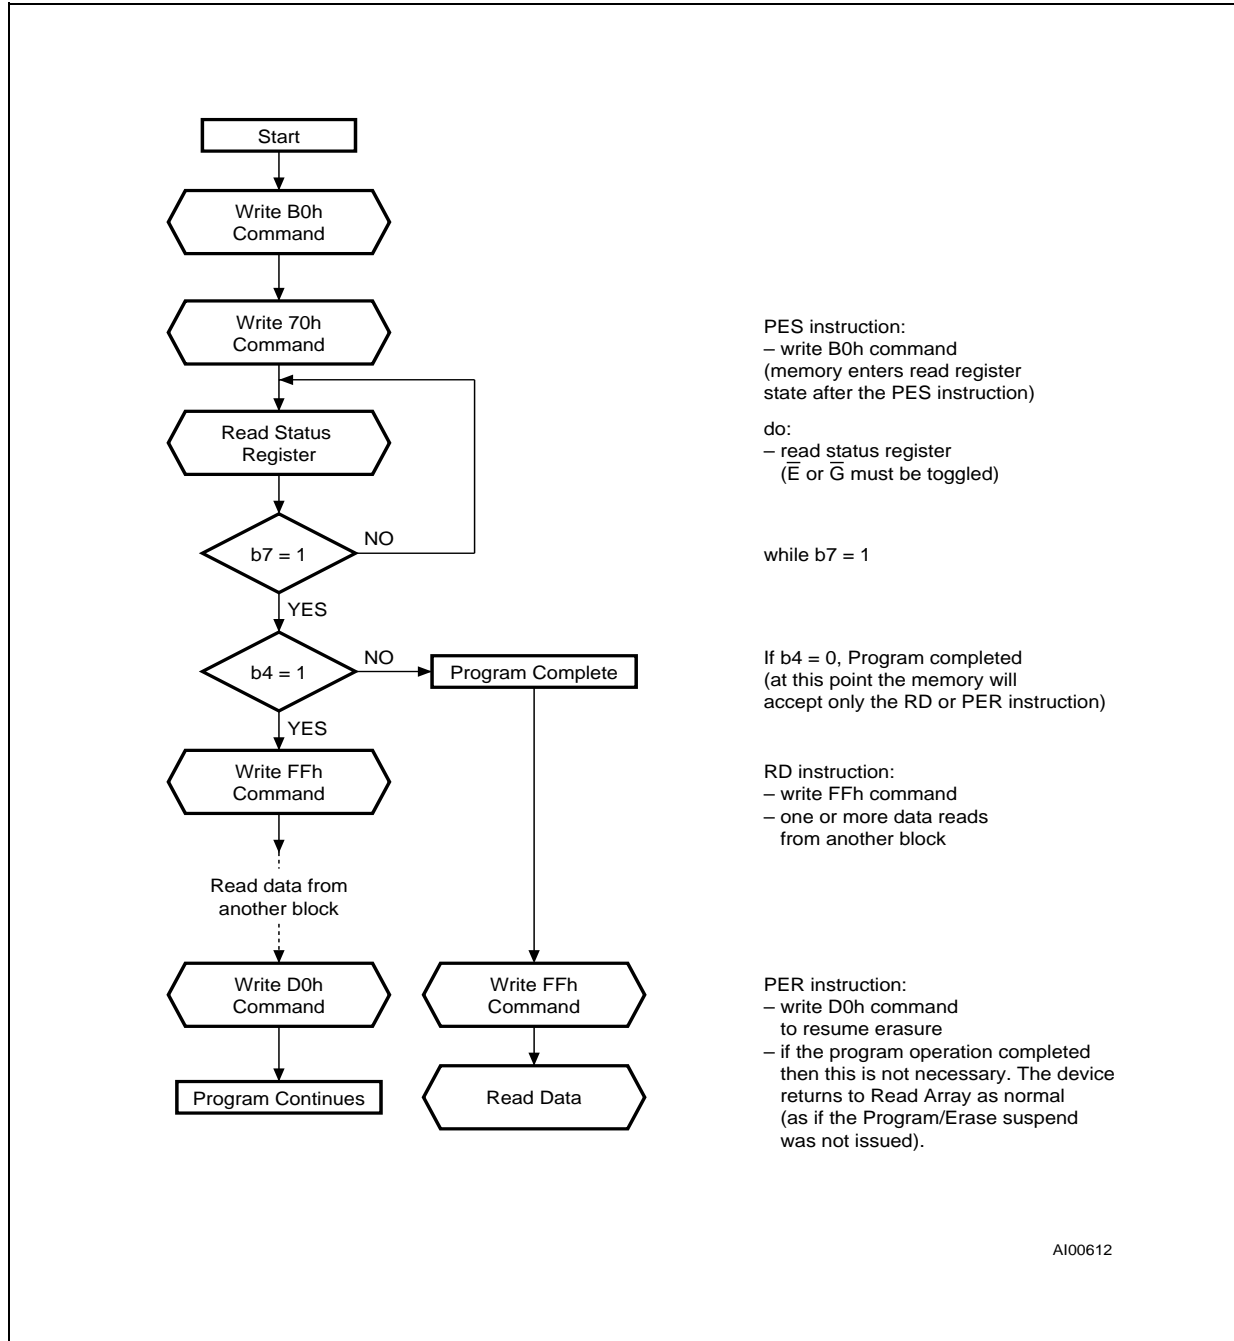 Start
Write B0h
Command
Write 70h
Command
Read Status
Register
b7 = 1
NO
YES
b4 = 1
NO
Program Complete
YES
Write FFh
Command
Read data from
another block
Write D0h
Command
Program Continues
Write FFh
Command
Read Data
PES instruction:
– write B0h command
(memory enters read register
state after the PES instruction)
do:
– read status register
(E̅ or G̅ must be toggled)
while b7 = 1
If b4 = 0, Program completed
(at this point the memory will
accept only the RD or PER instruction)
RD instruction:
– write FFh command
– one or more data reads
from another block
PER instruction:
– write D0h command
to resume erasure
– if the program operation completed
then this is not necessary. The device
returns to Read Array as normal
(as if the Program/Erase suspend
was not issued).
AI00612